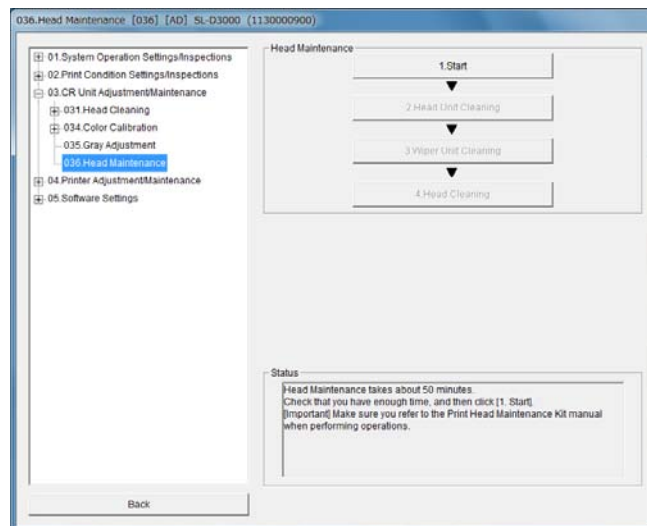 036.Head Maintenance [036] [AD] SL-D3000 (1130000900)
01.System Operation Settings/Inspections
02.Print Condition Settings/Inspections
03.CR Unit Adjustment/Maintenance
031.Head Cleaning
034.Color Calibration
035.Gray Adjustment
036.Head Maintenance
04.Printer Adjustment/Maintenance
05.Software Settings
Back
Head Maintenance
1.Start
2.Head Unit Cleaning
3.Wiper Unit Cleaning
4.Head Cleaning
Status
Head Maintenance takes about 50 minutes.
Check that you have enough time, and then click [1. Start].
[Important] Make sure you refer to the Print Head Maintenance Kit manual
when performing operations.